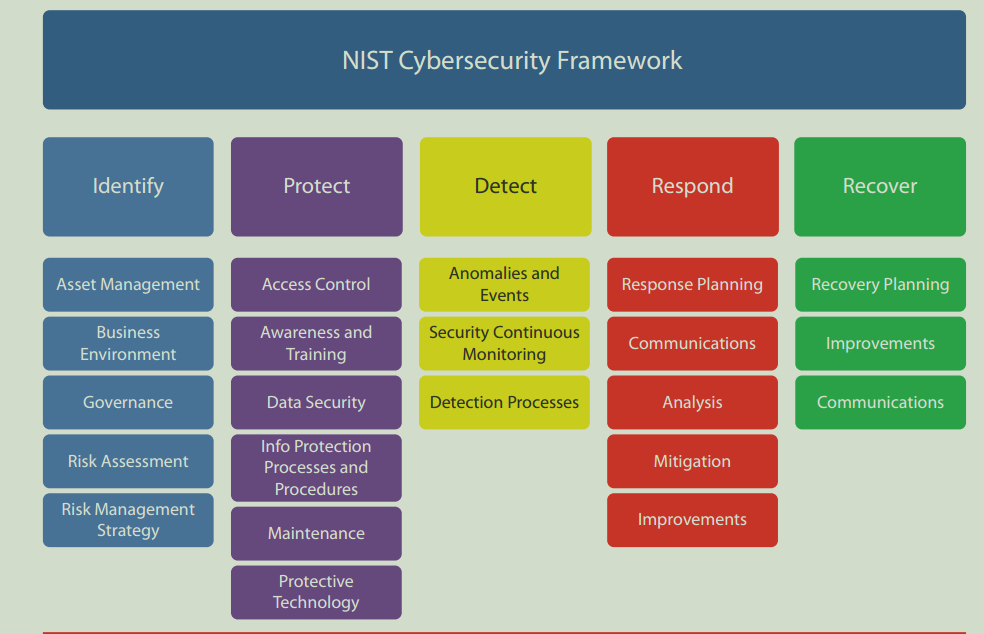 NIST Cybersecurity Framework
Identify
Protect
Detect
Respond
Recover
Asset Management
Business
Environment
Governance
Risk Assessment
Risk Management
Strategy
Access Control
Awareness and
Training
Data Security
Info Protection
Processes and
Procedures
Maintenance
Protective
Technology
Anomalies and
Events
Security Continuous
Monitoring
Detection Processes
Response Planning
Communications
Analysis
Mitigation
Improvements
Recovery Planning
Improvements
Communications